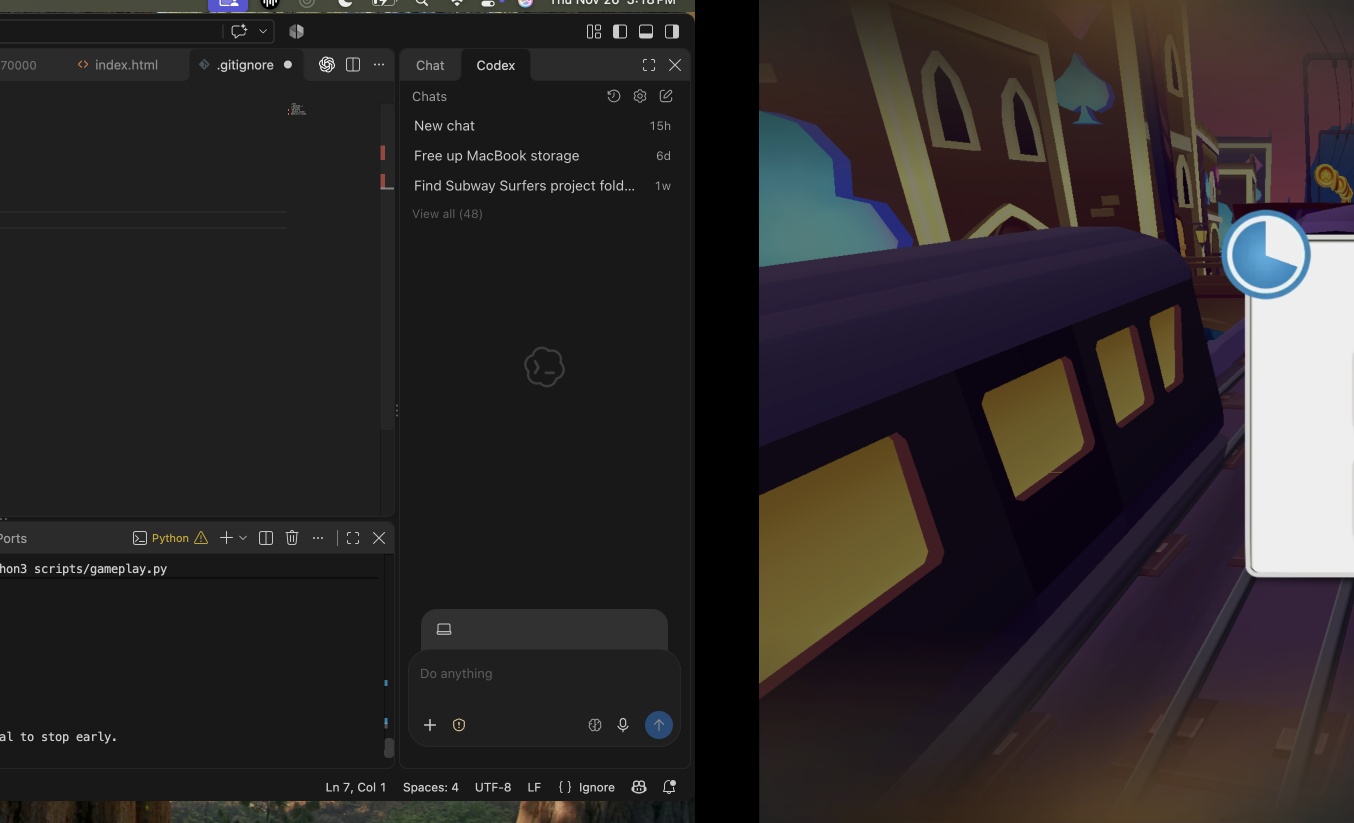 Thu Nov 26 3:18 PM
70000
index.html
.gitignore
Chat
Codex
Chats
New chat
15h
Free up MacBook storage
6d
Find Subway Surfers project fold...
1w
View all (48)
Ports
Python
hon3 scripts/gameplay.py
al to stop early.
Do anything
Ln 7, Col 1
Spaces: 4
UTF-8
LF
{ } Ignore